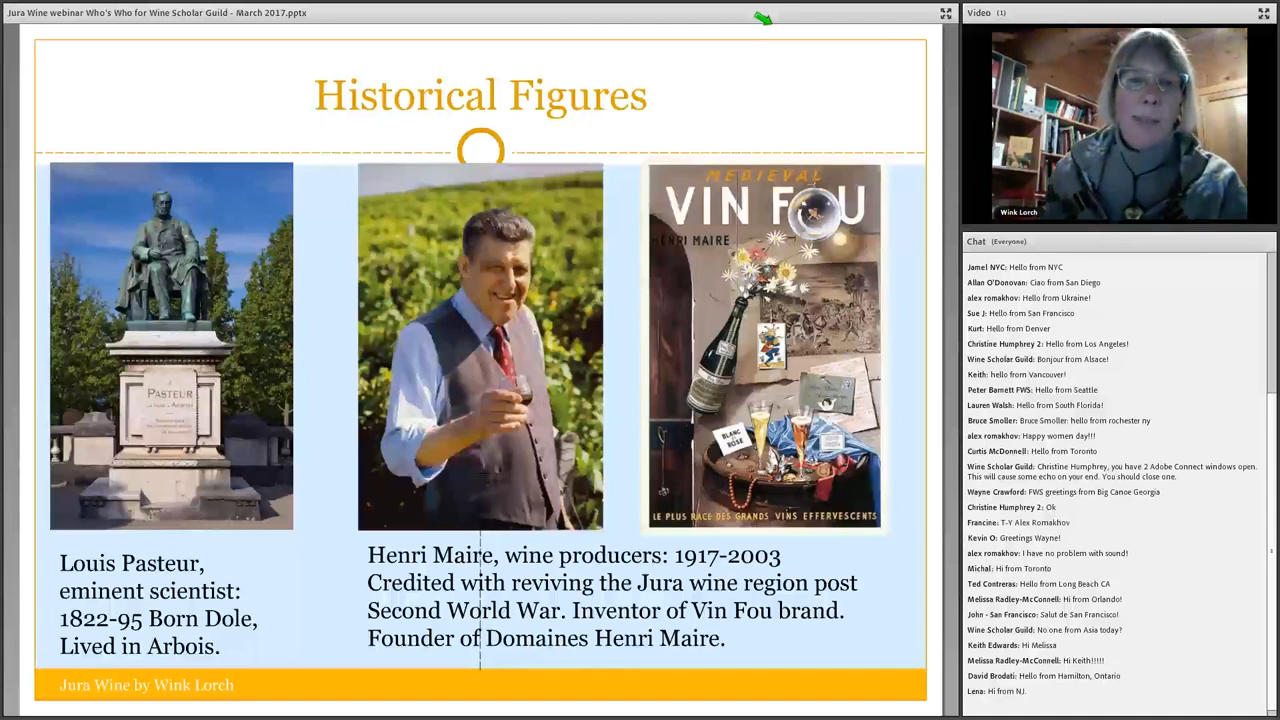 Jura Wine webinar Who's Who for Wine Scholar Guild - March 2017.pptx
Historical Figures
PASTEUR
MEDIEVAL
VIN FOU
HENRI MAIRE
BLANC
ROSE
LE PLUS RACÉ DES GRANDS VINS EFFERVESCENTS
Louis Pasteur,
eminent scientist:
1822-95 Born Dole,
Lived in Arbois.
Henri Maire, wine producers: 1917-2003
Credited with reviving the Jura wine region post
Second World War. Inventor of Vin Fou brand.
Founder of Domaines Henri Maire.
Jura Wine by Wink Lorch
Video (1)
Wink Lorch
Chat (Everyone)
Jamel NYC: Hello from NYC
Allan O'Donovan: Ciao from San Diego
alex romakhov: Hello from Ukraine!
Sue J: Hello from San Francisco
Kurt: Hello from Denver
Christine Humphrey 2: Hello from Los Angeles!
Wine Scholar Guild: Bonjour from Alsace!
Keith: hello from Vancouver!
Peter Barnett FWS: Hello from Seattle
Lauren Walsh: Hello from South Florida!
Bruce Smoller: Bruce Smoller: hello from rochester ny
alex romakhov: Happy women day!!!
Curtis McDonnell: Hello from Toronto
Wine Scholar Guild: Christine Humphrey, you have 2 Adobe Connect windows open.
This will cause some echo on your end. You should close one.
Wayne Crawford: FWS greetings from Big Canoe Georgia
Christine Humphrey 2: Ok
Francine: T-Y Alex Romakhov
Kevin O: Greetings Wayne!
alex romakhov: I have no problem with sound!
Michal: Hi from Toronto
Ted Contreras: Hello from Long Beach CA
Melissa Radley-McConnell: Hi from Orlando!
John - San Francisco: Salut de San Francisco!
Wine Scholar Guild: No one from Asia today?
Keith Edwards: Hi Melissa
Melissa Radley-McConnell: Hi Keith!!!!!
David Brodati: Hello from Hamilton, Ontario
Lena: Hi from NJ.